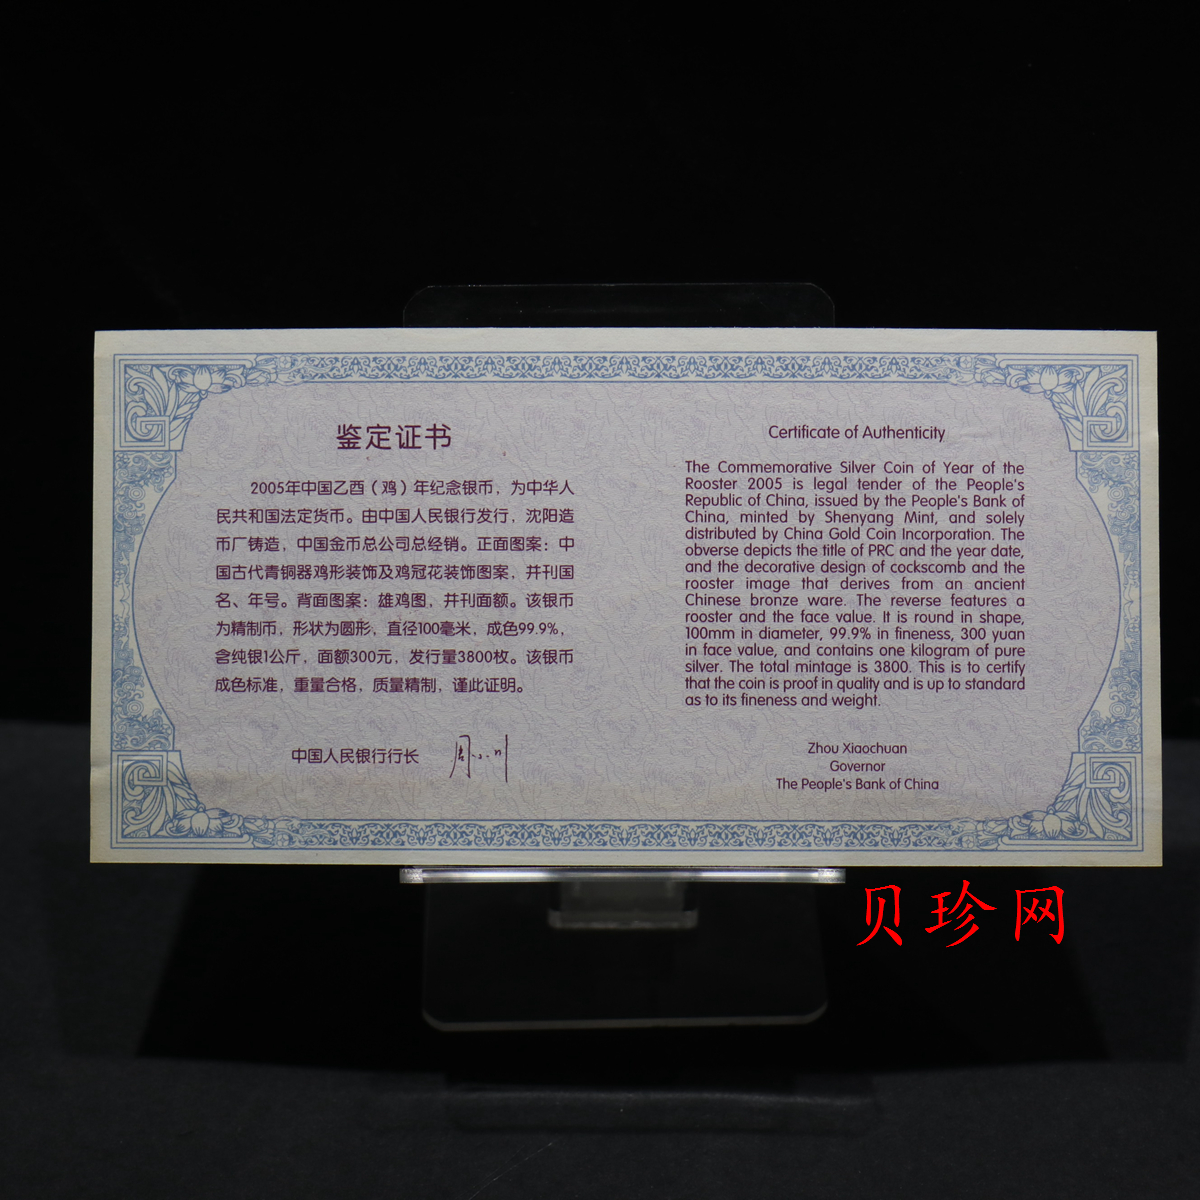 鉴定证书
2005年中国乙酉（鸡）年纪念银币，为中华人
民共和国法定货币。由中国人民银行发行，沈阳造
币厂铸造，中国金币总公司总经销。正面图案：中
国古代青铜器鸡形装饰及鸡冠花装饰图案，并刊国
名、年号。背面图案：雄鸡图，并刊面额。该银币
为精制币，形状为圆形，直径100毫米，成色99.9%，
含纯银1公斤，面额300元，发行量3800枚。该银币
成色标准，重量合格，质量精制，谨此证明。
中国人民银行行长 周小川
Certificate of Authenticity
The Commemorative Silver Coin of Year of the
Rooster 2005 is legal tender of the People's
Republic of China, issued by the People's Bank of
China, minted by Shenyang Mint, and solely
distributed by China Gold Coin Incorporation. The
obverse depicts the title of PRC and the year date,
and the decorative design of cockscomb and the
rooster image that derives from an ancient
Chinese bronze ware. The reverse features a
rooster and the face value. It is round in shape,
100mm in diameter, 99.9% in fineness, 300 yuan
in face value, and contains one kilogram of pure
silver. The total mintage is 3800. This is to certify
that the coin is proof in quality and is up to standard
as to its fineness and weight.
Zhou Xiaochuan
Governor
The People's Bank of China
贝珍网